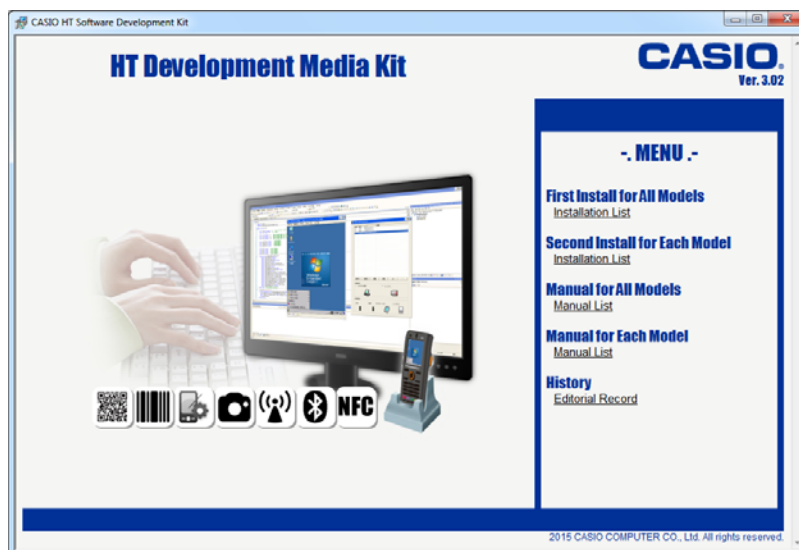 CASIO HT Software Development Kit
HT Development Media Kit
CASIO.
Ver. 3.02
-. MENU .-
First Install for All Models
Installation List
Second Install for Each Model
Installation List
Manual for All Models
Manual List
Manual for Each Model
Manual List
History
Editorial Record
NFC
2015 CASIO COMPUTER CO., Ltd. All rights reserved.